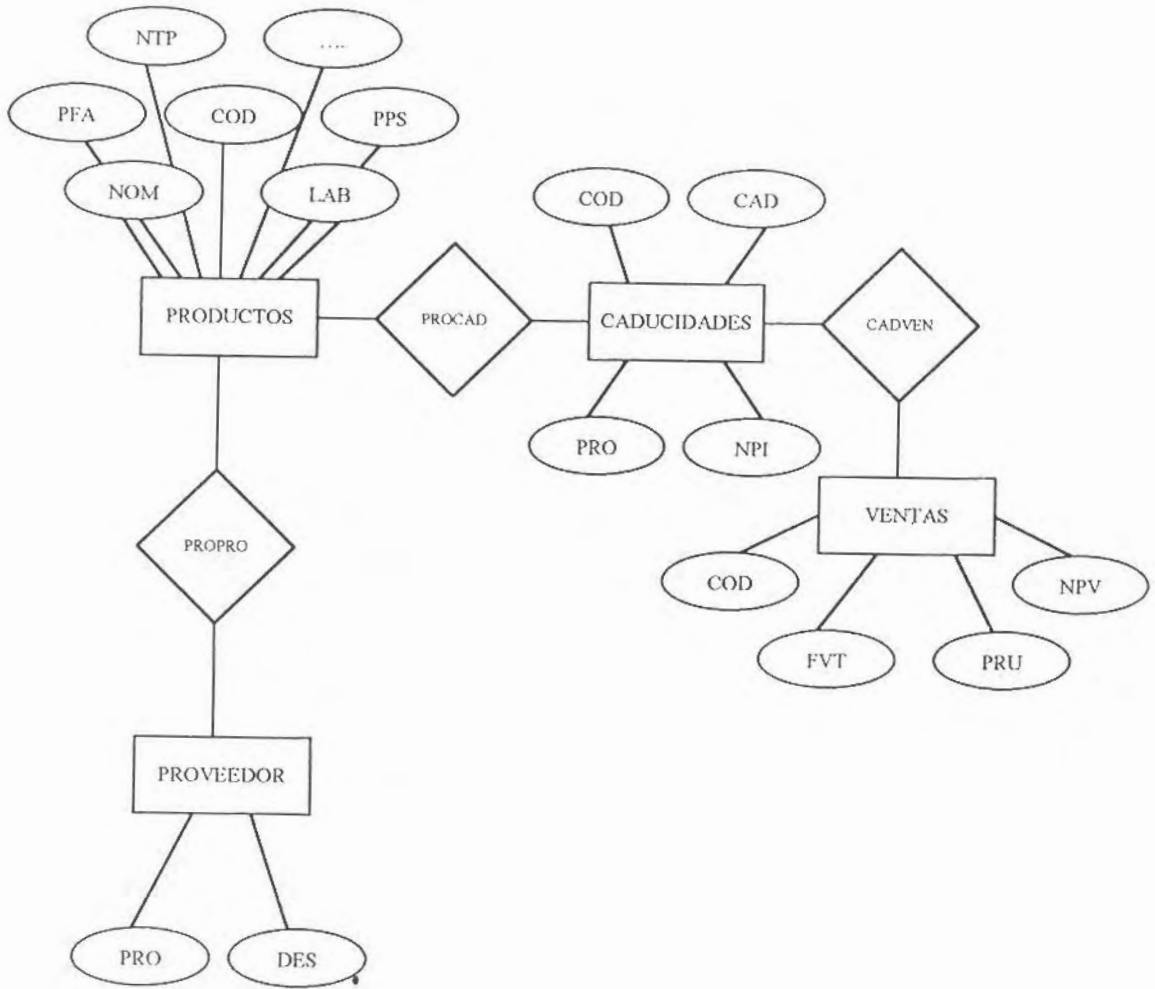 NTP
....
PFA
COD
PPS
NOM
LAB
COD
CAD
PRODUCTOS
PROCAD
CADUCIDADES
CADVEN
PRO
NPI
VENTAS
PROPRO
COD
NPV
FVT
PRU
PROVEEDOR
PRO
DES